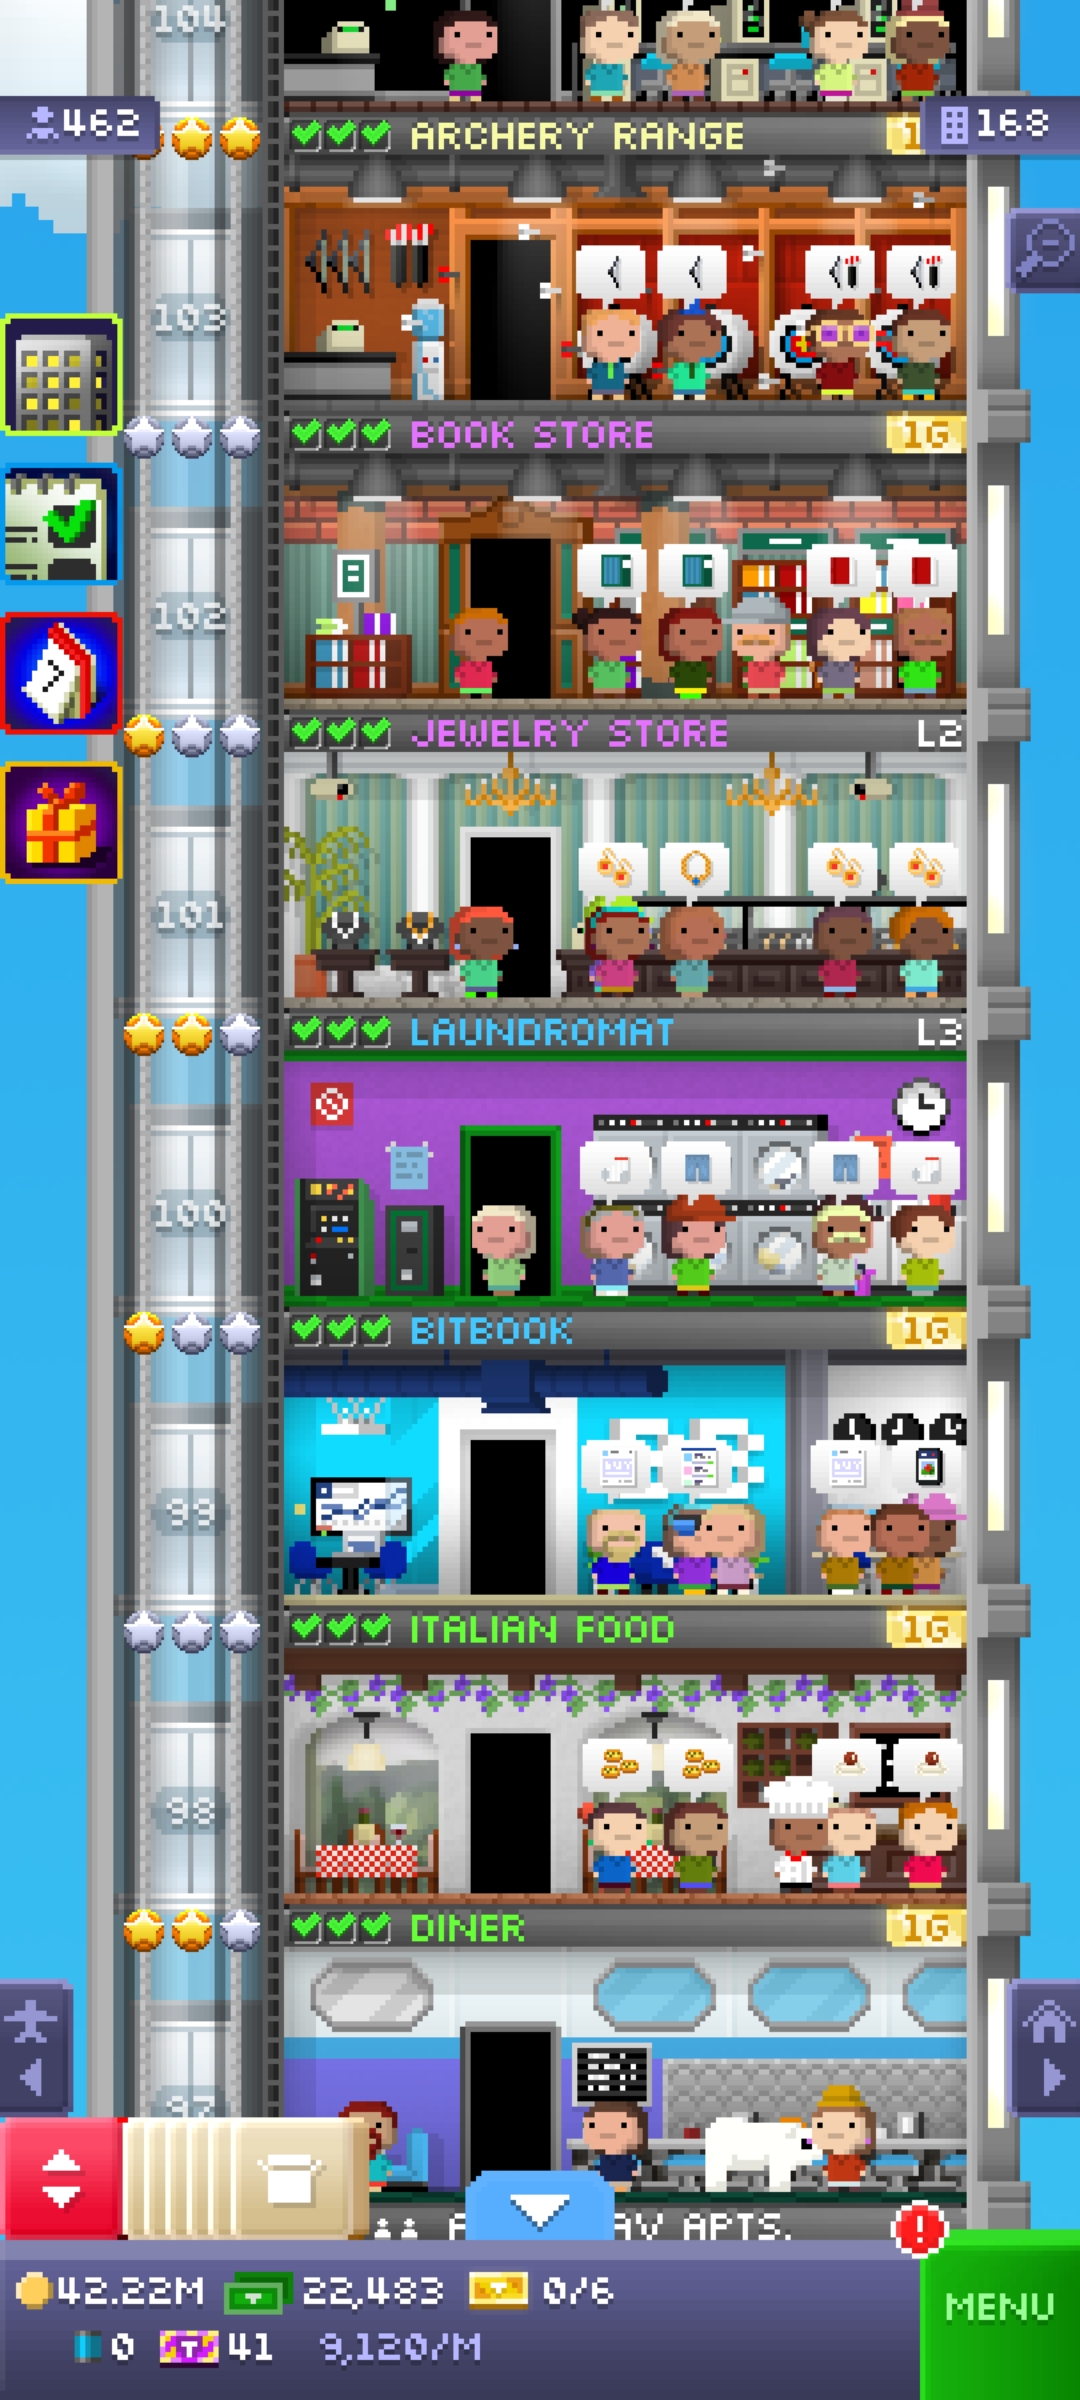 104
462
168
ARCHERY RANGE
103
BOOK STORE
1G
8
102
JEWELRY STORE
L2
101
LAUNDROMAT
L3
100
BITBOOK
1G
99
ITALIAN FOOD
1G
98
DINER
1G
97
AV APTS.
42.22M
22,483
0/6
MENU
0
41
9,120/M